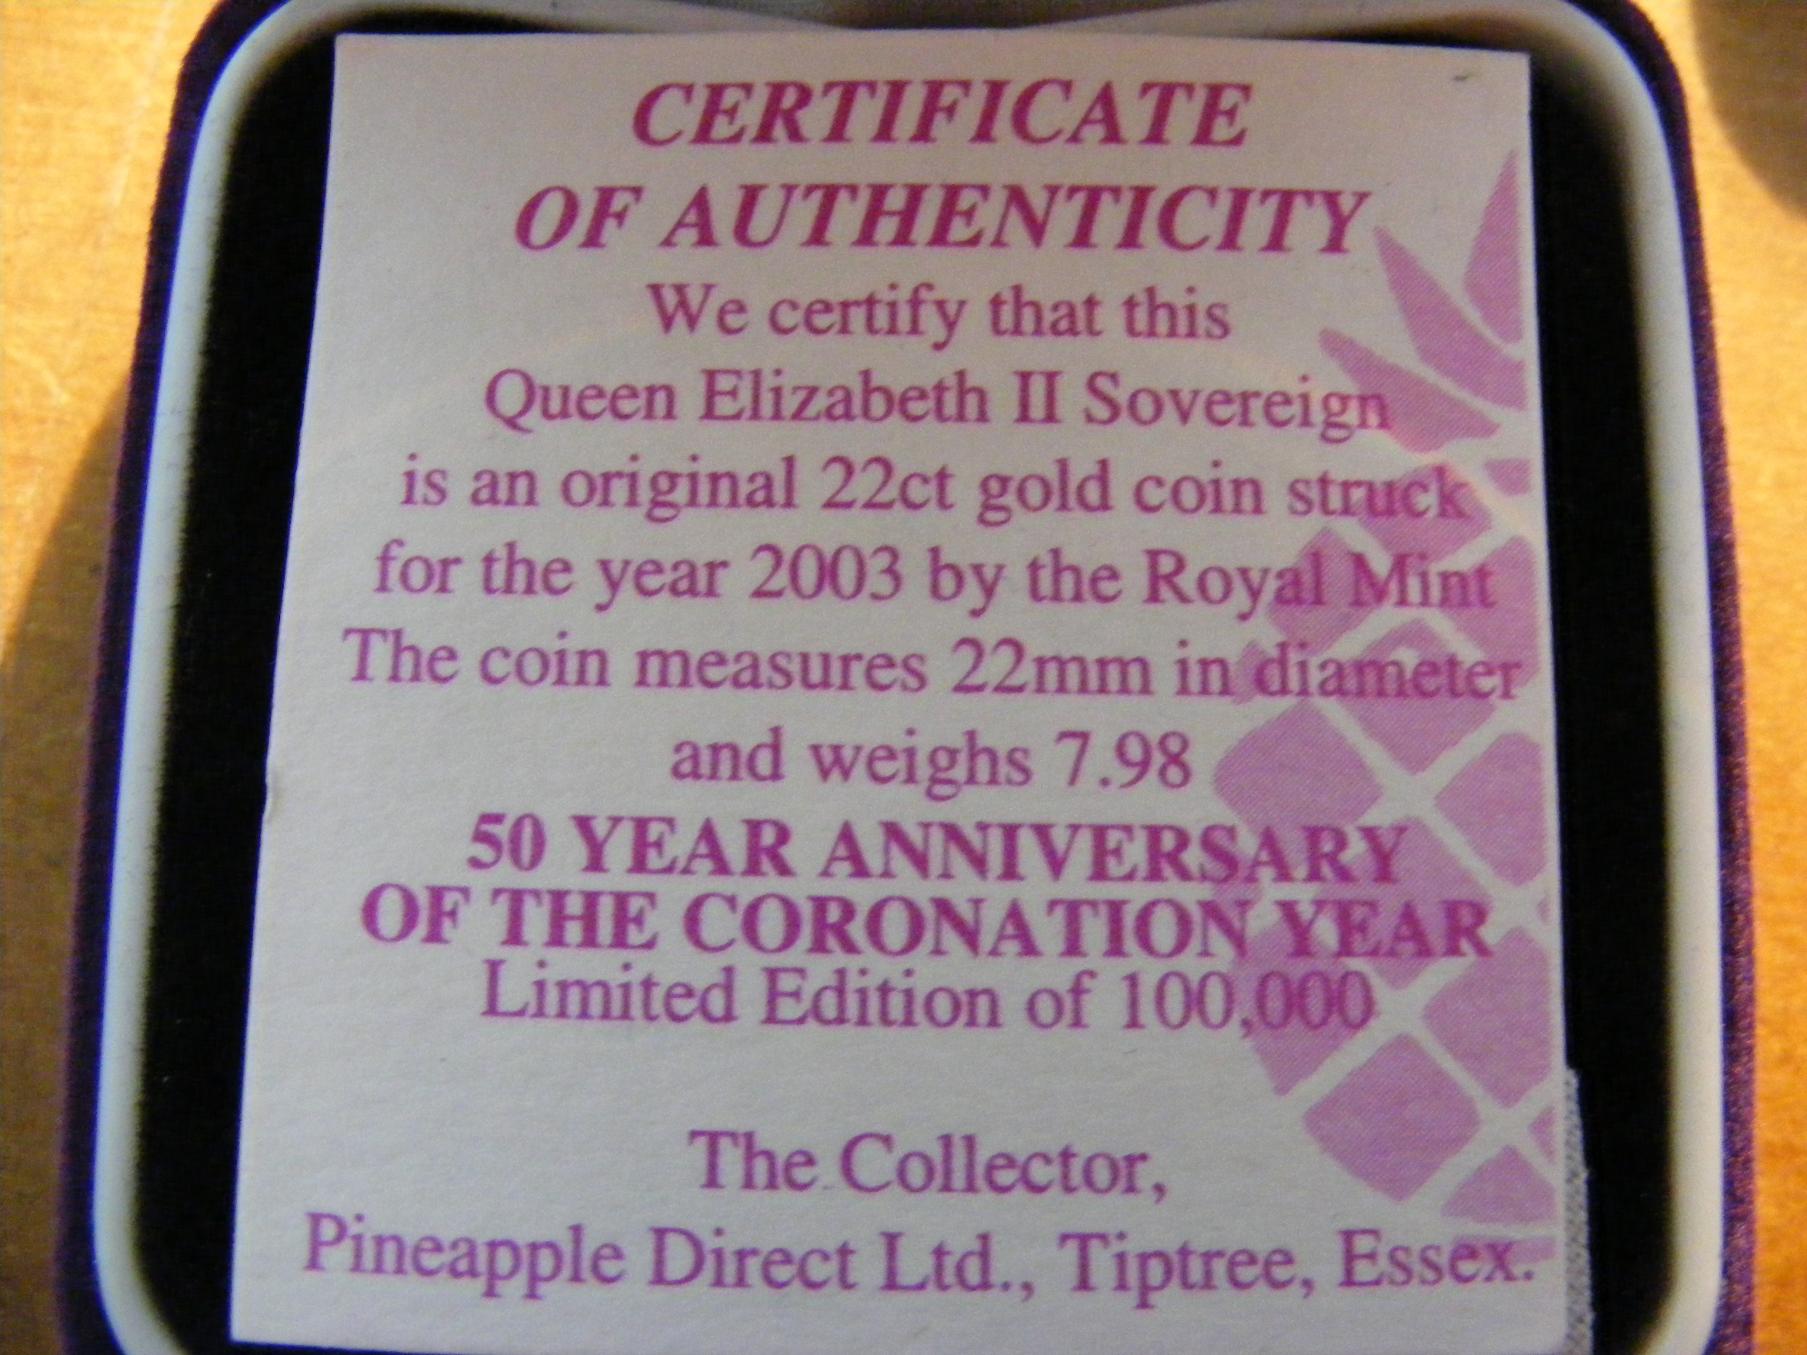 CERTIFICATE
OF AUTHENTICITY
We certify that this
Queen Elizabeth II Sovereign
is an original 22ct gold coin struck
for the year 2003 by the Royal Mint
The coin measures 22mm in diameter
and weighs 7.98
50 YEAR ANNIVERSARY
OF THE CORONATION YEAR
Limited Edition of 100,000
The Collector,
Pineapple Direct Ltd., Tiptree, Essex.